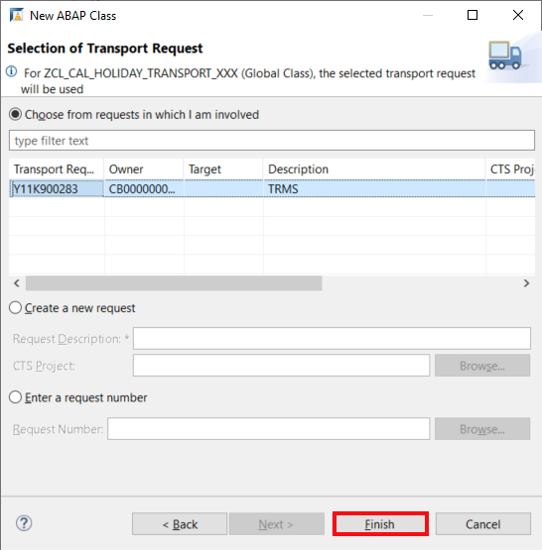 New ABAP Class
Selection of Transport Request
For ZCL_CAL_HOLIDAY_TRANSPORT_XXX (Global Class), the selected transport request
will be used
Choose from requests in which I am involved
type filter text
Transport Req... Owner Target Description CTS Proje
Y11K900283 CB0000000... TRMS
Create a new request
Request Description: *
CTS Project: Browse...
Enter a request number
Request Number: Browse...
? < Back Next > Finish Cancel